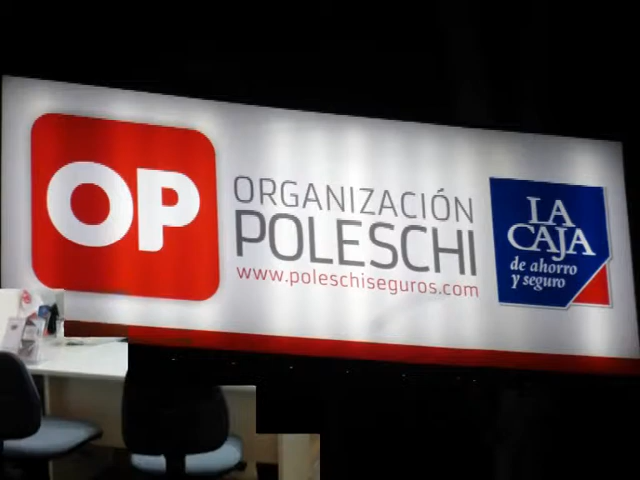 OP
ORGANIZACIÓN
POLESCHI
www.poleschiseguros.com
LA
CAJA
de ahorro
y seguro